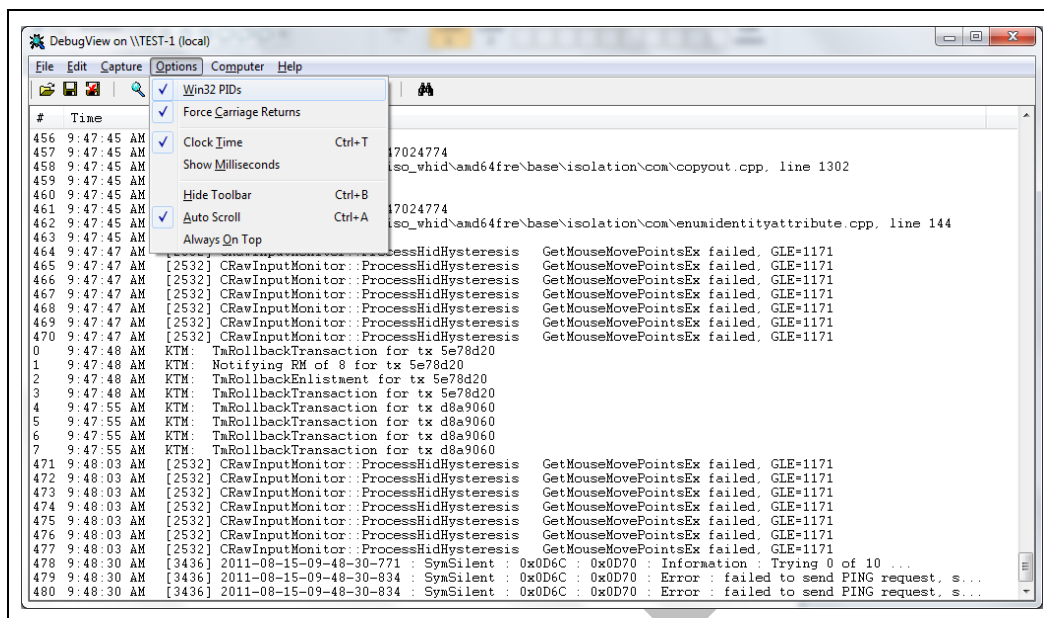 DebugView on \\TEST-1 (local)
File Edit Capture Options Computer Help
Win32 PIDs
Force Carriage Returns
Clock Time Ctrl+T
Show Milliseconds
Hide Toolbar Ctrl+B
Auto Scroll Ctrl+A
Always On Top
# Time
456 9:47:45 AM
457 9:47:45 AM 47024774
458 9:47:45 AM iso_whid\amd64fre\base\isolation\com\copyout.cpp, line 1302
459 9:47:45 AM
460 9:47:45 AM
461 9:47:45 AM 47024774
462 9:47:45 AM iso_whid\amd64fre\base\isolation\com\enumidentityattribute.cpp, line 144
463 9:47:45 AM
464 9:47:47 AM [2532] CRawInputMonitor::ProcessHidHysteresis GetMouseMovePointsEx failed, GLE=1171
465 9:47:47 AM [2532] CRawInputMonitor::ProcessHidHysteresis GetMouseMovePointsEx failed, GLE=1171
466 9:47:47 AM [2532] CRawInputMonitor::ProcessHidHysteresis GetMouseMovePointsEx failed, GLE=1171
467 9:47:47 AM [2532] CRawInputMonitor::ProcessHidHysteresis GetMouseMovePointsEx failed, GLE=1171
468 9:47:47 AM [2532] CRawInputMonitor::ProcessHidHysteresis GetMouseMovePointsEx failed, GLE=1171
469 9:47:47 AM [2532] CRawInputMonitor::ProcessHidHysteresis GetMouseMovePointsEx failed, GLE=1171
470 9:47:47 AM [2532] CRawInputMonitor::ProcessHidHysteresis GetMouseMovePointsEx failed, GLE=1171
0 9:47:48 AM KTM: TmRollbackTransaction for tx 5e78d20
1 9:47:48 AM KTM: Notifying RM of 8 for tx 5e78d20
2 9:47:48 AM KTM: TmRollbackEnlistment for tx 5e78d20
3 9:47:48 AM KTM: TmRollbackTransaction for tx 5e78d20
4 9:47:55 AM KTM: TmRollbackTransaction for tx d8a9060
5 9:47:55 AM KTM: TmRollbackTransaction for tx d8a9060
6 9:47:55 AM KTM: TmRollbackTransaction for tx d8a9060
7 9:47:55 AM KTM: TmRollbackTransaction for tx d8a9060
471 9:48:03 AM [2532] CRawInputMonitor::ProcessHidHysteresis GetMouseMovePointsEx failed, GLE=1171
472 9:48:03 AM [2532] CRawInputMonitor::ProcessHidHysteresis GetMouseMovePointsEx failed, GLE=1171
473 9:48:03 AM [2532] CRawInputMonitor::ProcessHidHysteresis GetMouseMovePointsEx failed, GLE=1171
474 9:48:03 AM [2532] CRawInputMonitor::ProcessHidHysteresis GetMouseMovePointsEx failed, GLE=1171
475 9:48:03 AM [2532] CRawInputMonitor::ProcessHidHysteresis GetMouseMovePointsEx failed, GLE=1171
476 9:48:03 AM [2532] CRawInputMonitor::ProcessHidHysteresis GetMouseMovePointsEx failed, GLE=1171
477 9:48:03 AM [2532] CRawInputMonitor::ProcessHidHysteresis GetMouseMovePointsEx failed, GLE=1171
478 9:48:30 AM [3436] 2011-08-15-09-48-30-771 : SymSilent : 0x0D6C : 0x0D70 : Information : Trying 0 of 10 ...
479 9:48:30 AM [3436] 2011-08-15-09-48-30-834 : SymSilent : 0x0D6C : 0x0D70 : Error : failed to send PING request, s...
480 9:48:30 AM [3436] 2011-08-15-09-48-30-834 : SymSilent : 0x0D6C : 0x0D70 : Error : failed to send PING request, s...